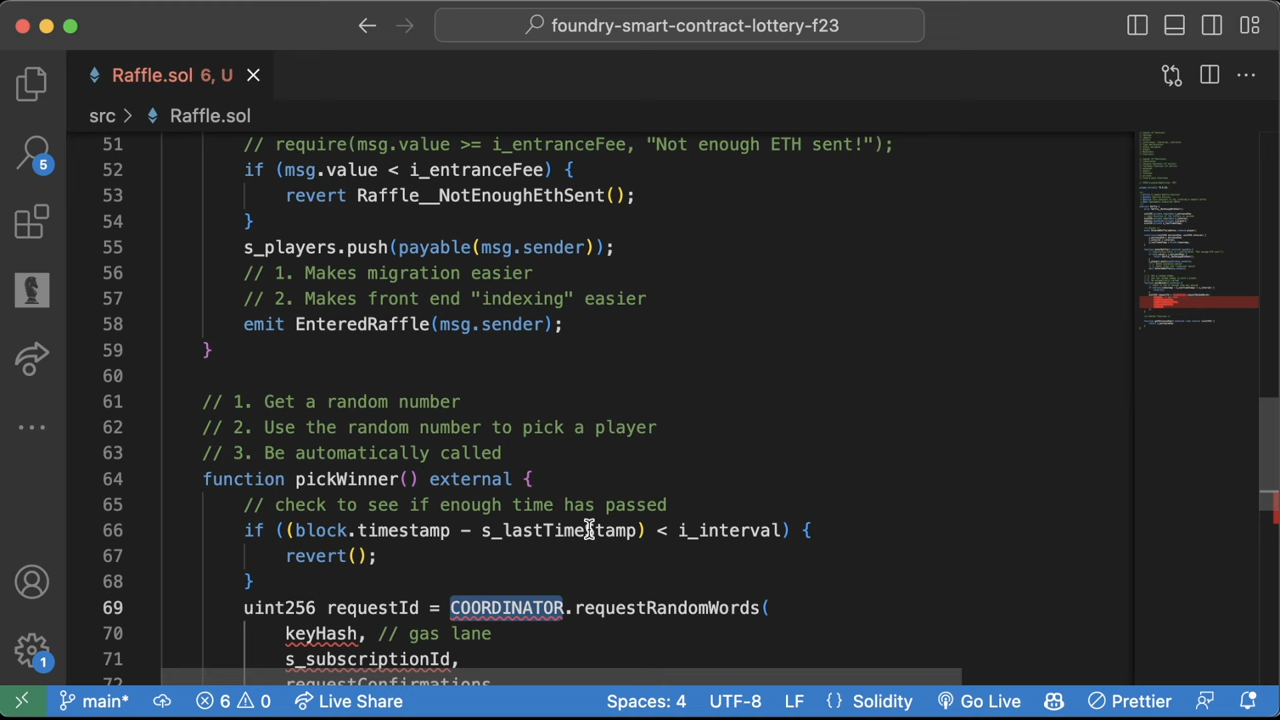 foundry-smart-contract-lottery-f23
Raffle.sol 6, U
src > Raffle.sol
51 // require(msg.value >= i_entranceFee, "Not enough ETH sent!");
52 if (msg.value < i_entranceFee) {
53 revert Raffle__NotEnoughEthSent();
54 }
55 s_players.push(payable(msg.sender));
56 // 1. Makes migration easier
57 // 2. Makes front end "indexing" easier
58 emit EnteredRaffle(msg.sender);
59 }
60
61 // 1. Get a random number
62 // 2. Use the random number to pick a player
63 // 3. Be automatically called
64 function pickWinner() external {
65 // check to see if enough time has passed
66 if ((block.timestamp - s_lastTimestamp) < i_interval) {
67 revert();
68 }
69 uint256 requestId = COORDINATOR.requestRandomWords(
70 keyHash, // gas lane
71 s_subscriptionId,
72 requestConfirmations
5
1
main* 6 0 Live Share Spaces: 4 UTF-8 LF {} Solidity Go Live Prettier